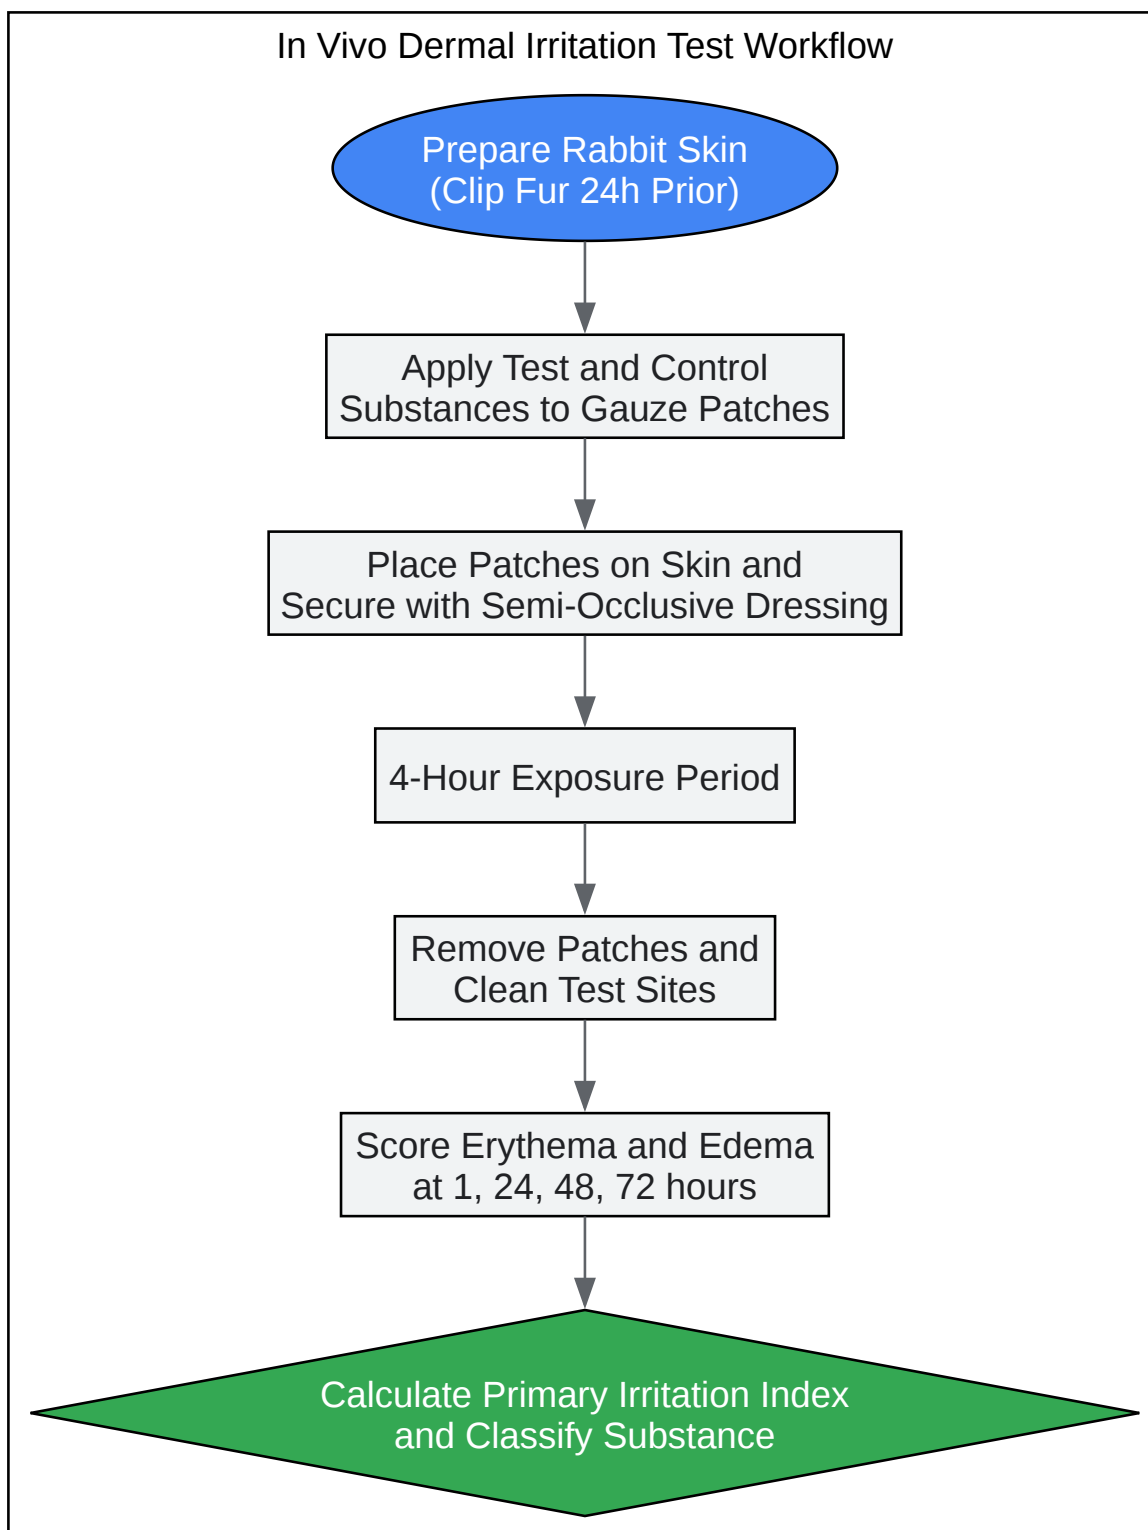 In Vivo Dermal Irritation Test Workflow
Prepare Rabbit Skin
(Clip Fur 24h Prior)
Apply Test and Control
Substances to Gauze Patches
Place Patches on Skin and
Secure with Semi-Occlusive Dressing
4-Hour Exposure Period
Remove Patches and
Clean Test Sites
Score Erythema and Edema
at 1, 24, 48, 72 hours
Calculate Primary Irritation Index
and Classify Substance